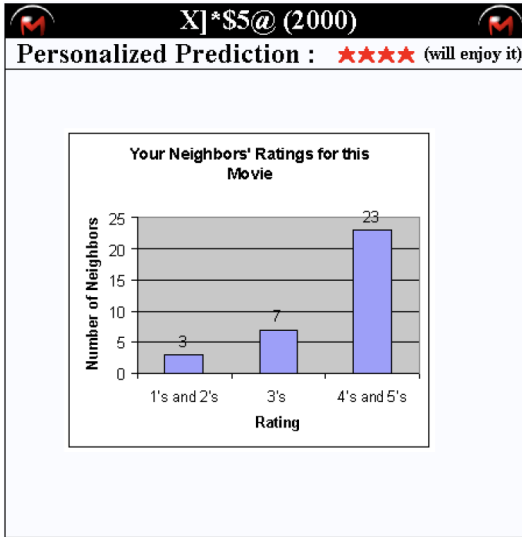 X]*$5@ (2000)
Personalized Prediction : ★★★★ (will enjoy it)
Your Neighbors' Ratings for this
Movie
Number of Neighbors
25
20
15
10
5
0
3
7
23
1's and 2's
3's
4's and 5's
Rating